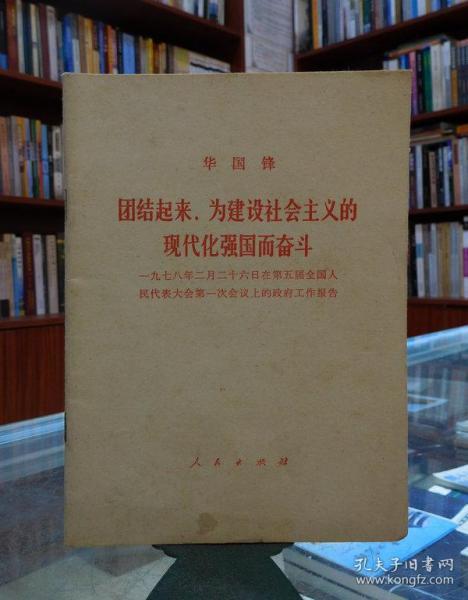 华国锋
团结起来，为建设社会主义的
现代化强国而奋斗
一九七八年二月二十六日在第五届全国人
民代表大会第一次会议上的政府工作报告
人民出版社
孔夫子旧书网
www.kongfz.com